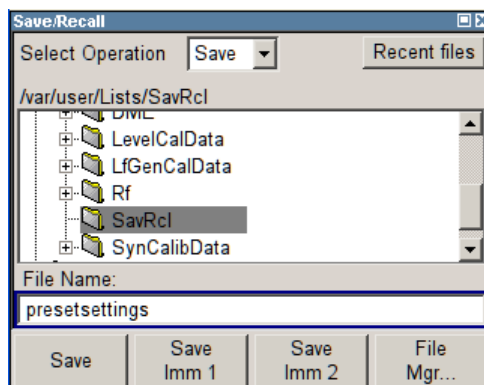 Save/Recall
Select Operation Save Recent files
/var/user/Lists/SavRcl
DME
LevelCalData
LfGenCalData
Rf
SavRcl
SynCalibData
File Name:
presetsettings
Save
Save Imm 1
Save Imm 2
File Mgr...